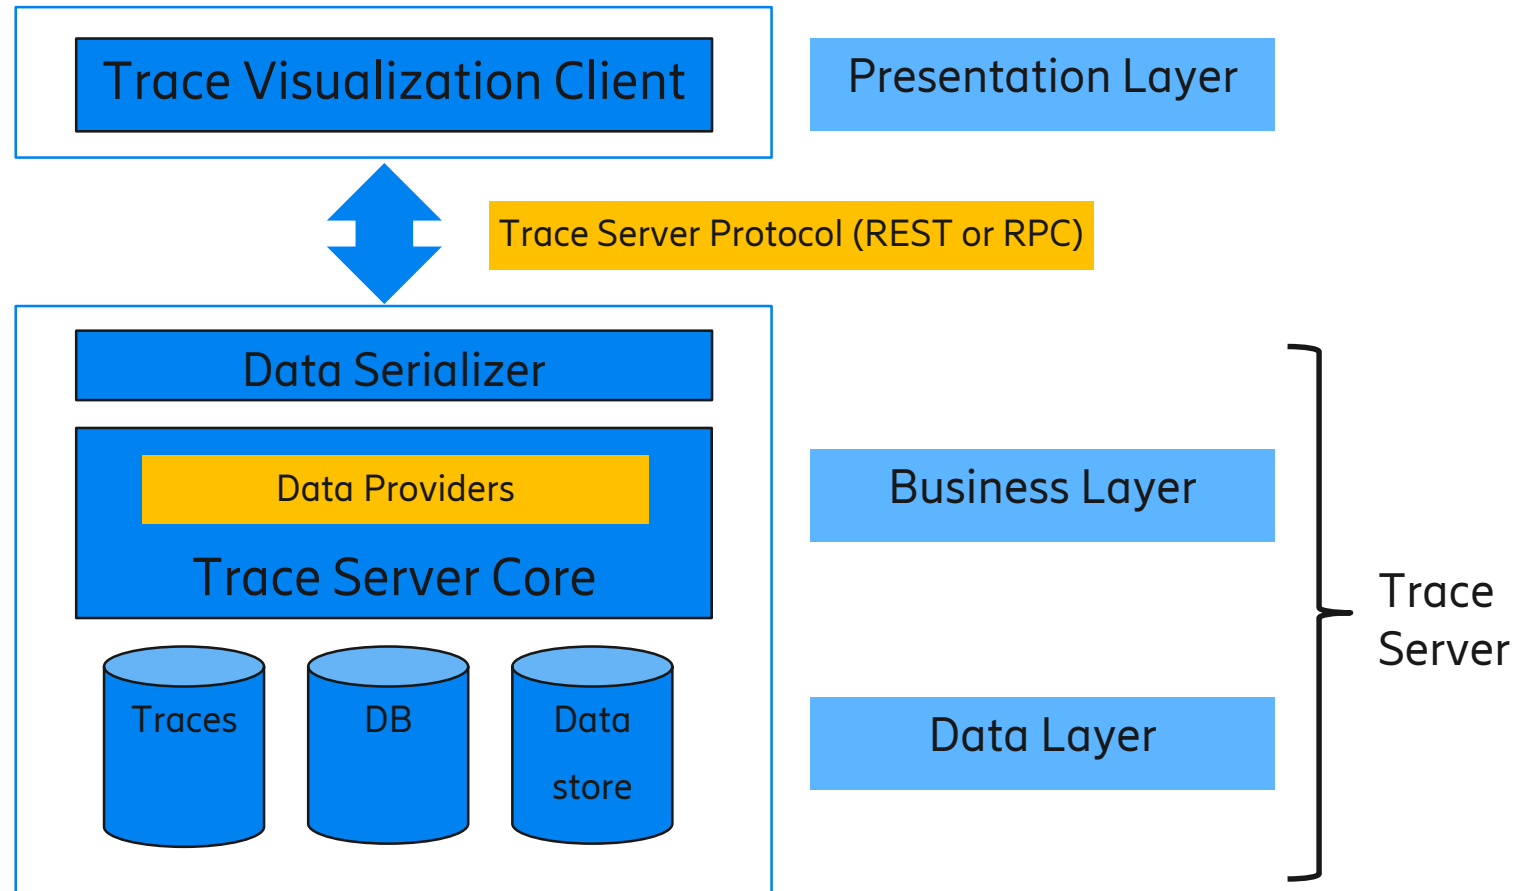 Trace Visualization Client
Presentation Layer
Trace Server Protocol (REST or RPC)
Data Serializer
Data Providers
Trace Server Core
Business Layer
Trace
Server
Traces
DB
Data
store
Data Layer